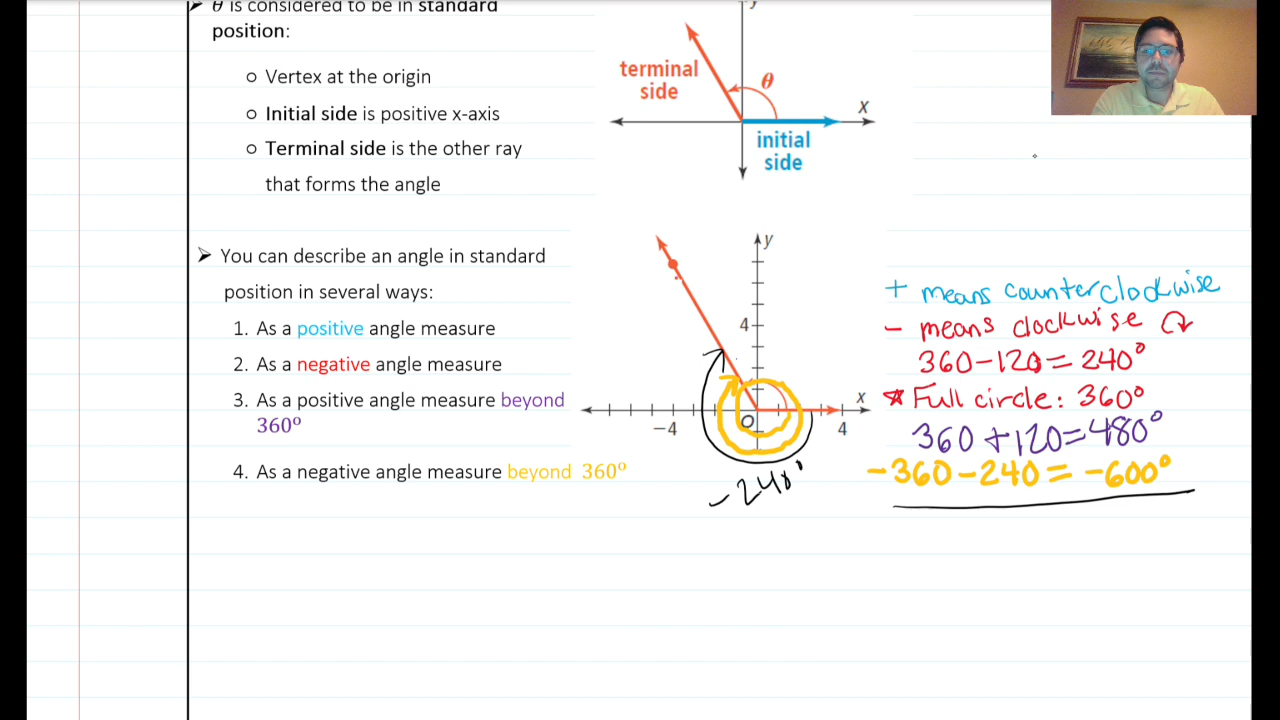 ➤ θ is considered to be in standard
position:
y
o Vertex at the origin
o Initial side is positive x-axis
o Terminal side is the other ray
that forms the angle
terminal
side
θ
x
initial
side
➤ You can describe an angle in standard
position in several ways:
1. As a positive angle measure
2. As a negative angle measure
3. As a positive angle measure beyond
360º
4. As a negative angle measure beyond 360º
y
4
x
O
-4
4
-240°
+ means counterclockwise
- means clockwise
360-120=240°
* Full circle: 360°
360+120=480°
-360-240=-600°